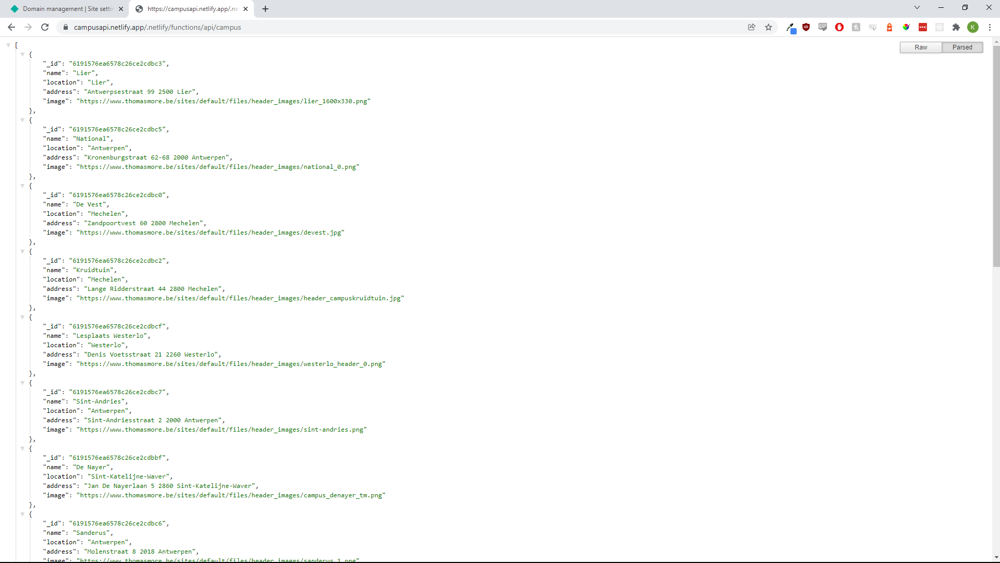 Domain management | Site settin
https://campusapi.netlify.app/.ne
campusapi.netlify.app/.netlify/functions/api/campus
Raw
Parsed
[
{
"_id": "6191576ea6578c26ce2cdbc3",
"name": "Lier",
"location": "Lier",
"address": "Antwerpsestraat 99 2500 Lier",
"image": "https://www.thomasmore.be/sites/default/files/header_images/lier_1600x330.png"
},
{
"_id": "6191576ea6578c26ce2cdbc5",
"name": "National",
"location": "Antwerpen",
"address": "Kronenburgstraat 62-68 2000 Antwerpen",
"image": "https://www.thomasmore.be/sites/default/files/header_images/national_0.png"
},
{
"_id": "6191576ea6578c26ce2cdbc0",
"name": "De Vest",
"location": "Mechelen",
"address": "Zandpoortvest 60 2800 Mechelen",
"image": "https://www.thomasmore.be/sites/default/files/header_images/devest.jpg"
},
{
"_id": "6191576ea6578c26ce2cdbc2",
"name": "Kruidtuin",
"location": "Mechelen",
"address": "Lange Ridderstraat 44 2800 Mechelen",
"image": "https://www.thomasmore.be/sites/default/files/header_images/header_campuskruidtuin.jpg"
},
{
"_id": "6191576ea6578c26ce2cdbcf",
"name": "Lesplaats Westerlo",
"location": "Westerlo",
"address": "Denis Voetsstraat 21 2260 Westerlo",
"image": "https://www.thomasmore.be/sites/default/files/header_images/westerlo_header_0.png"
},
{
"_id": "6191576ea6578c26ce2cdbc7",
"name": "Sint-Andries",
"location": "Antwerpen",
"address": "Sint-Andriesstraat 2 2000 Antwerpen",
"image": "https://www.thomasmore.be/sites/default/files/header_images/sint-andries.png"
},
{
"_id": "6191576ea6578c26ce2cdbbf",
"name": "De Nayer",
"location": "Sint-Katelijne-Waver",
"address": "Jan De Nayerlaan 5 2860 Sint-Katelijne-Waver",
"image": "https://www.thomasmore.be/sites/default/files/header_images/campus_denayer_tm.png"
},
{
"_id": "6191576ea6578c26ce2cdbc6",
"name": "Sanderus",
"location": "Antwerpen",
"address": "Molenstraat 8 2018 Antwerpen",
"image": "https://www.thomasmore.be/sites/default/files/header_images/sanderus_1.png"